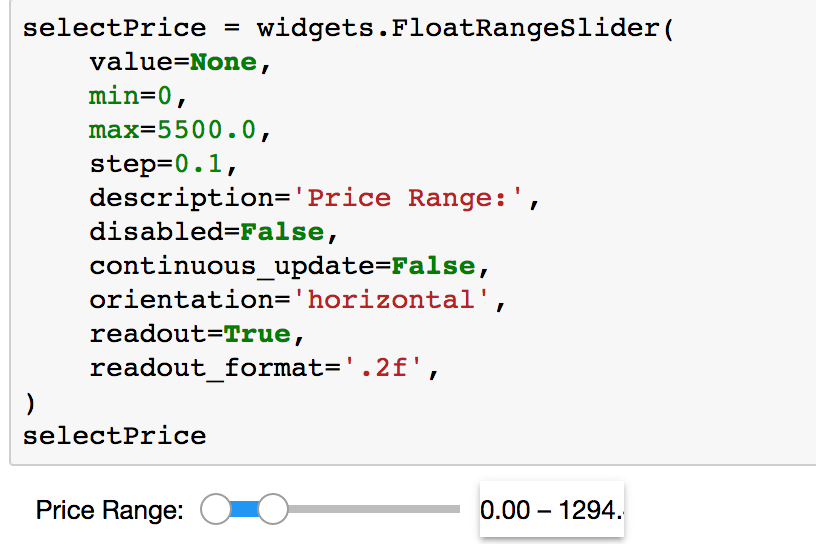 selectPrice = widgets.FloatRangeSlider(
    value=None,
    min=0,
    max=5500.0,
    step=0.1,
    description='Price Range:',
    disabled=False,
    continuous_update=False,
    orientation='horizontal',
    readout=True,
    readout_format='.2f',
)
selectPrice
Price Range: 0.00 – 1294.